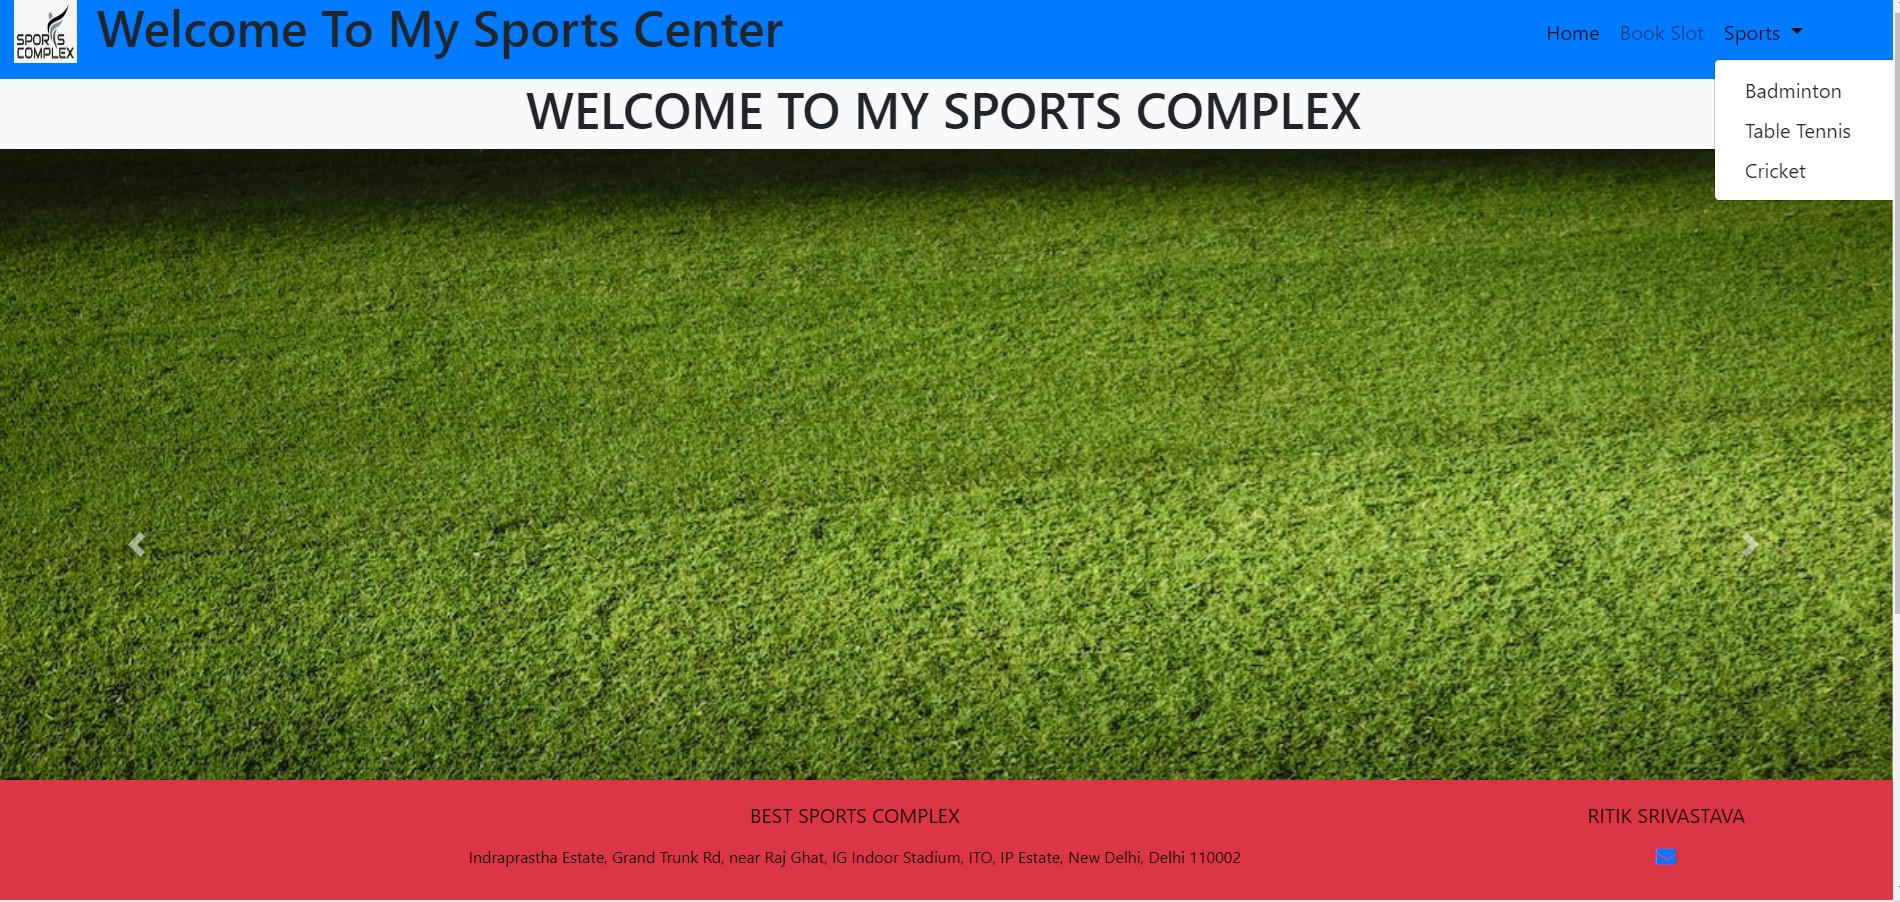 SPORTS
COMPLEX
Welcome To My Sports Center
Home Book Slot Sports
Badminton
Table Tennis
Cricket
WELCOME TO MY SPORTS COMPLEX
BEST SPORTS COMPLEX
Indraprastha Estate, Grand Trunk Rd, near Raj Ghat, IG Indoor Stadium, ITO, IP Estate, New Delhi, Delhi 110002
RITIK SRIVASTAVA